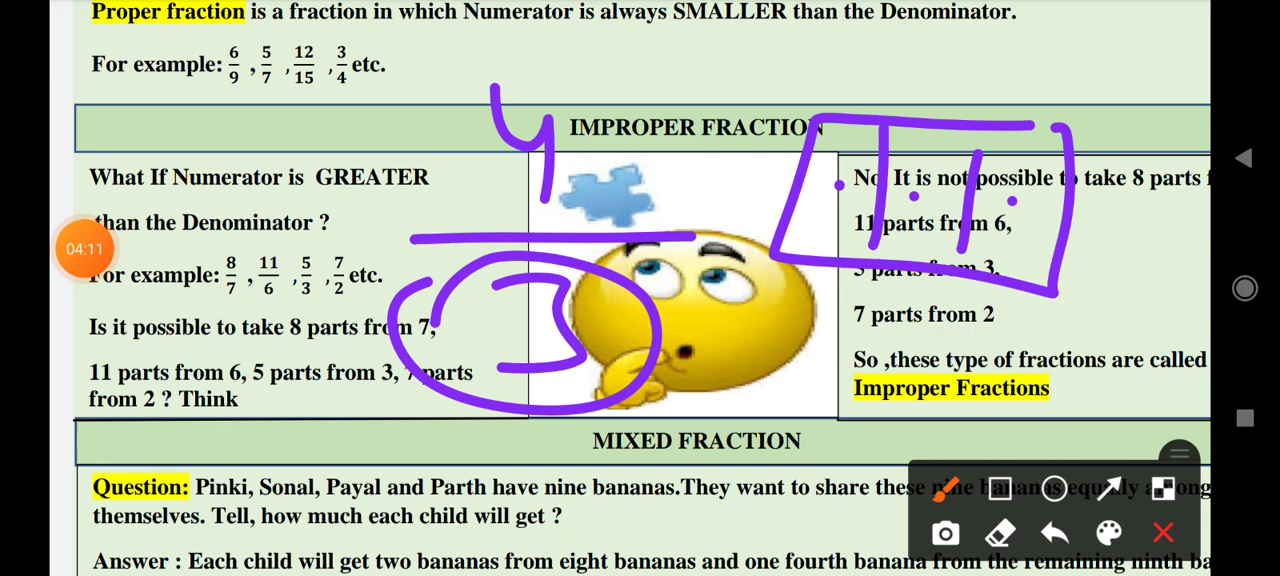 Proper fraction is a fraction in which Numerator is always SMALLER than the Denominator.
For example: 6/9 , 5/7 , 12/15 , 3/4 etc.
IMPROPER FRACTION
What If Numerator is GREATER
than the Denominator ?
For example: 8/7 , 11/6 , 5/3 , 7/2 etc.
Is it possible to take 8 parts from 7,
11 parts from 6, 5 parts from 3, 7 parts
from 2 ? Think
4
3
No! It is not possible to take 8 parts
11 parts from 6,
5 parts from 3,
7 parts from 2
So ,these type of fractions are called
Improper Fractions
04:11
MIXED FRACTION
Question: Pinki, Sonal, Payal and Parth have nine bananas.They want to share these nine bananas equally among
themselves. Tell, how much each child will get ?
Answer : Each child will get two bananas from eight bananas and one fourth banana from the remaining ninth